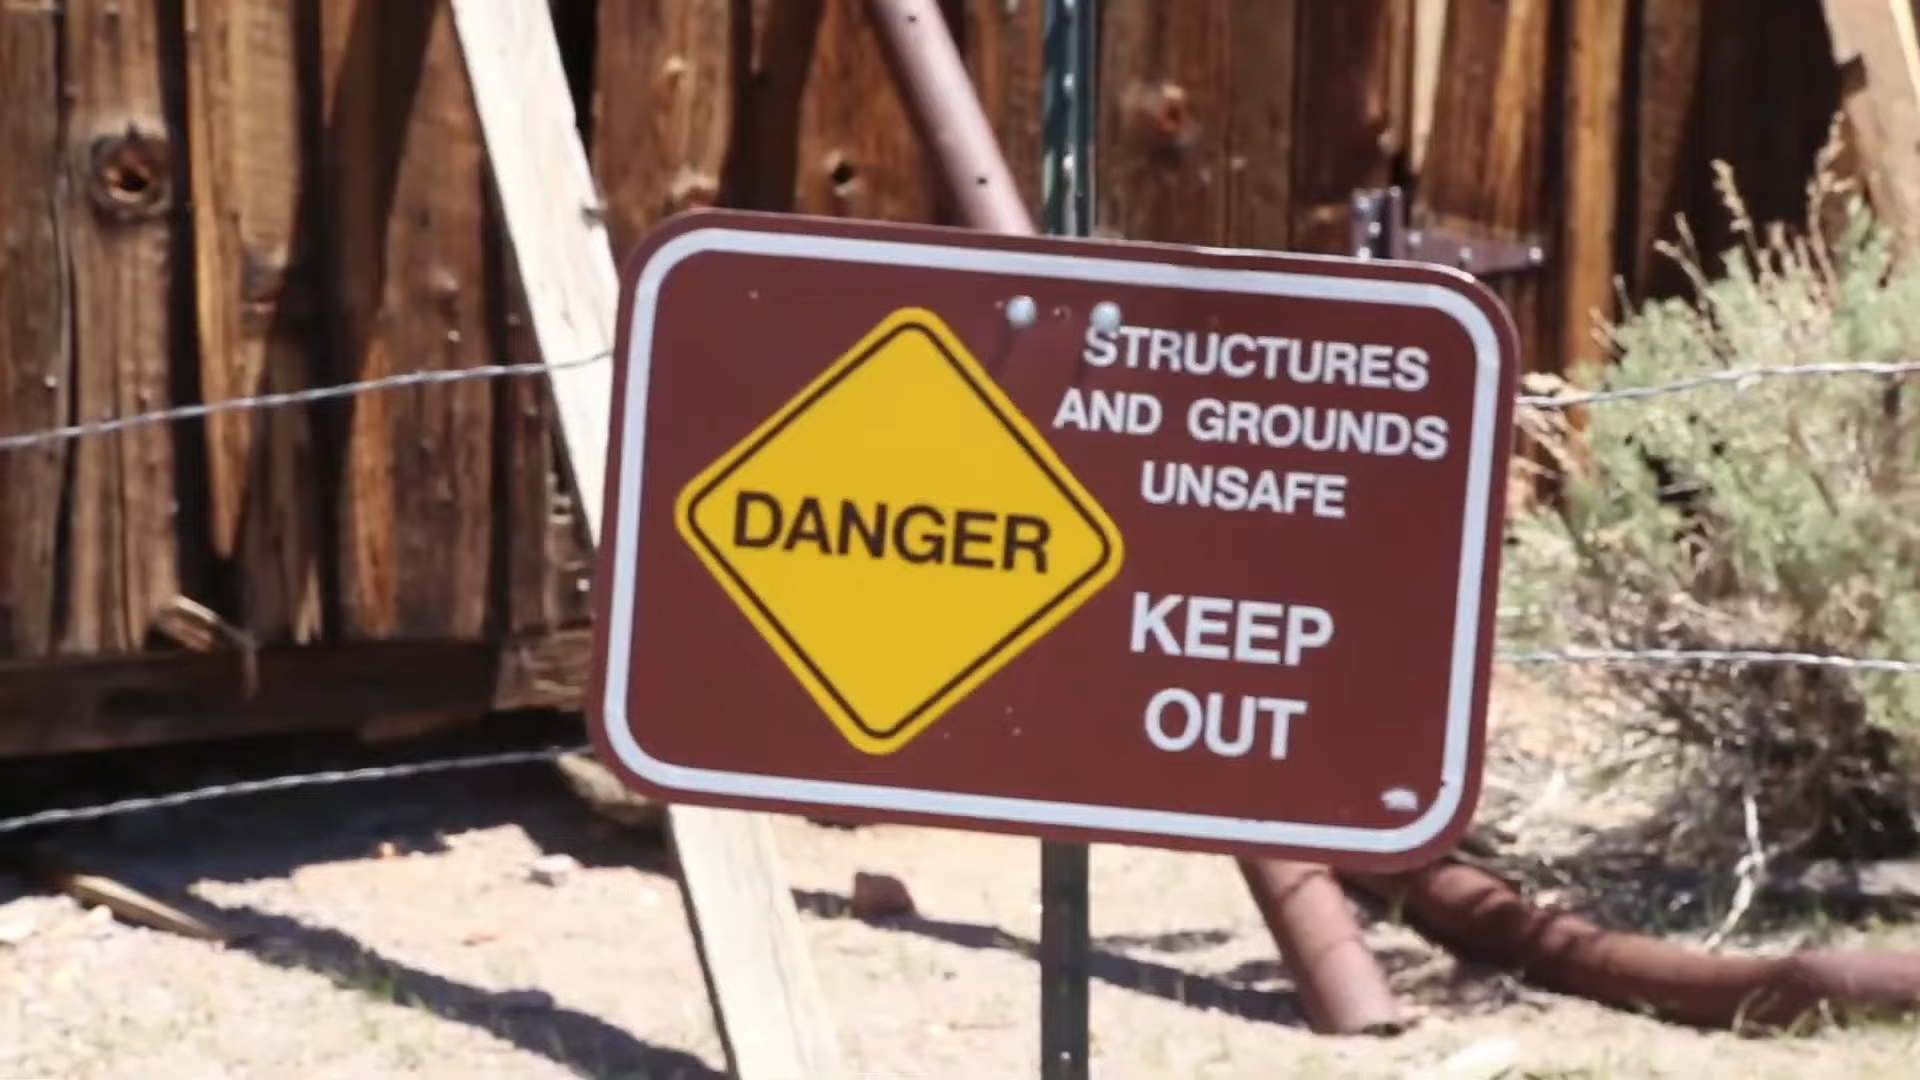 DANGER
STRUCTURES
AND GROUNDS
UNSAFE
KEEP
OUT